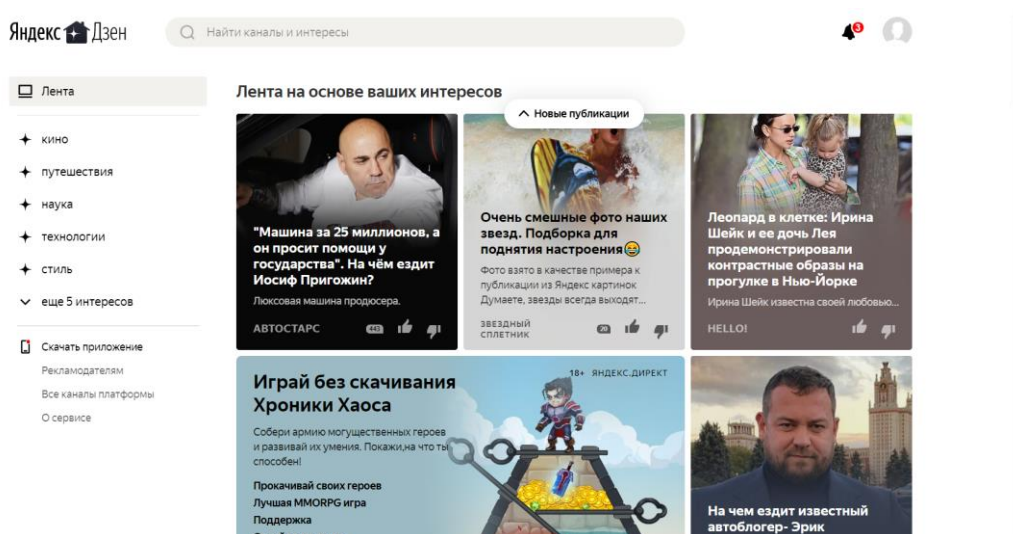 Яндекс Дзен
Найти каналы и интересы
3
Лента
кино
путешествия
наука
технологии
стиль
еще 5 интересов
Скачать приложение
Рекламодателям
Все каналы платформы
О сервисе
Лента на основе ваших интересов
Новые публикации
"Машина за 25 миллионов, а
он просит помощи у
государства". На чём ездит
Иосиф Пригожин?
Люксовая машина продюсера.
АВТОСТАРС
443
Очень смешные фото наших
звезд. Подборка для
поднятия настроения😂
Фото взято в качестве примера к
публикации из Яндекс картинок
Думаете, звезды всегда выходят...
ЗВЕЗДНЫЙ
СПЛЕТНИК
20
Леопард в клетке: Ирина
Шейк и ее дочь Лея
продемонстрировали
контрастные образы на
прогулке в Нью-Йорке
Ирина Шейк известна своей любовью...
HELLO!
18+ ЯНДЕКС.ДИРЕКТ
Играй без скачивания
Хроники Хаоса
Собери армию могущественных героев
и развивай их умения. Покажи,на что ты
способен!
Прокачивай своих героев
Лучшая MMORPG игра
Поддержка
На чем ездит известный
автоблогер- Эрик